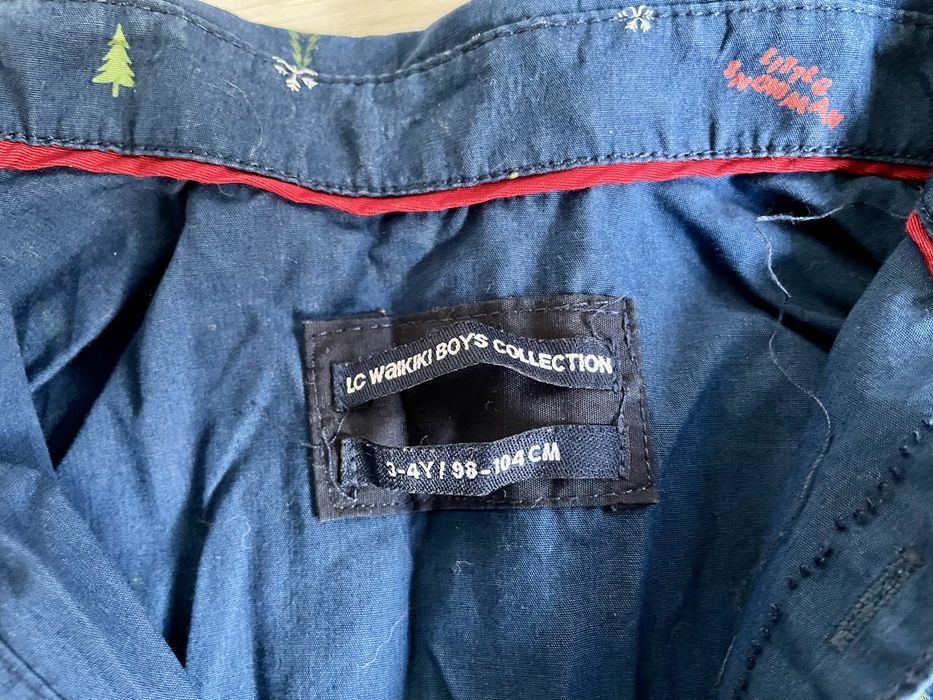 LITTLE
SNOWMAN
LC WAIKIKI BOYS COLLECTION
3-4Y / 98-104 CM